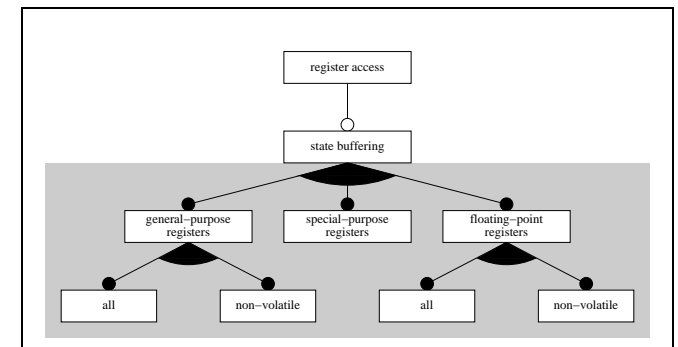 register access
state buffering
general−purpose
registers
special−purpose
registers
floating−point
registers
all
non−volatile
all
non−volatile